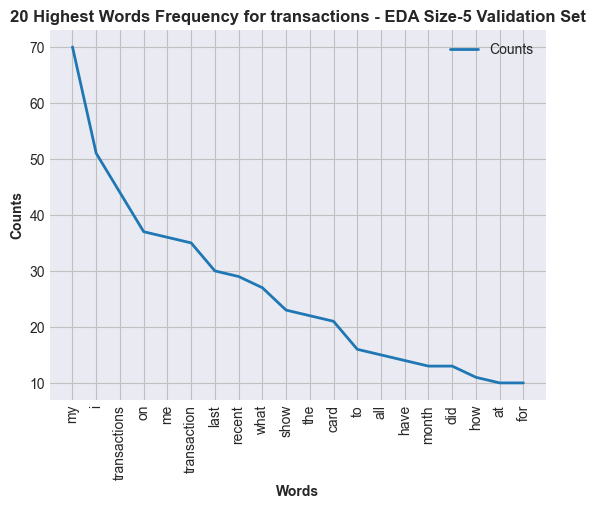 20 Highest Words Frequency for transactions - EDA Size-5 Validation Set
Counts
70
60
50
40
30
20
10
Counts
my
i
transactions
on
me
transaction
last
recent
what
show
the
card
to
all
have
month
did
how
at
for
Words